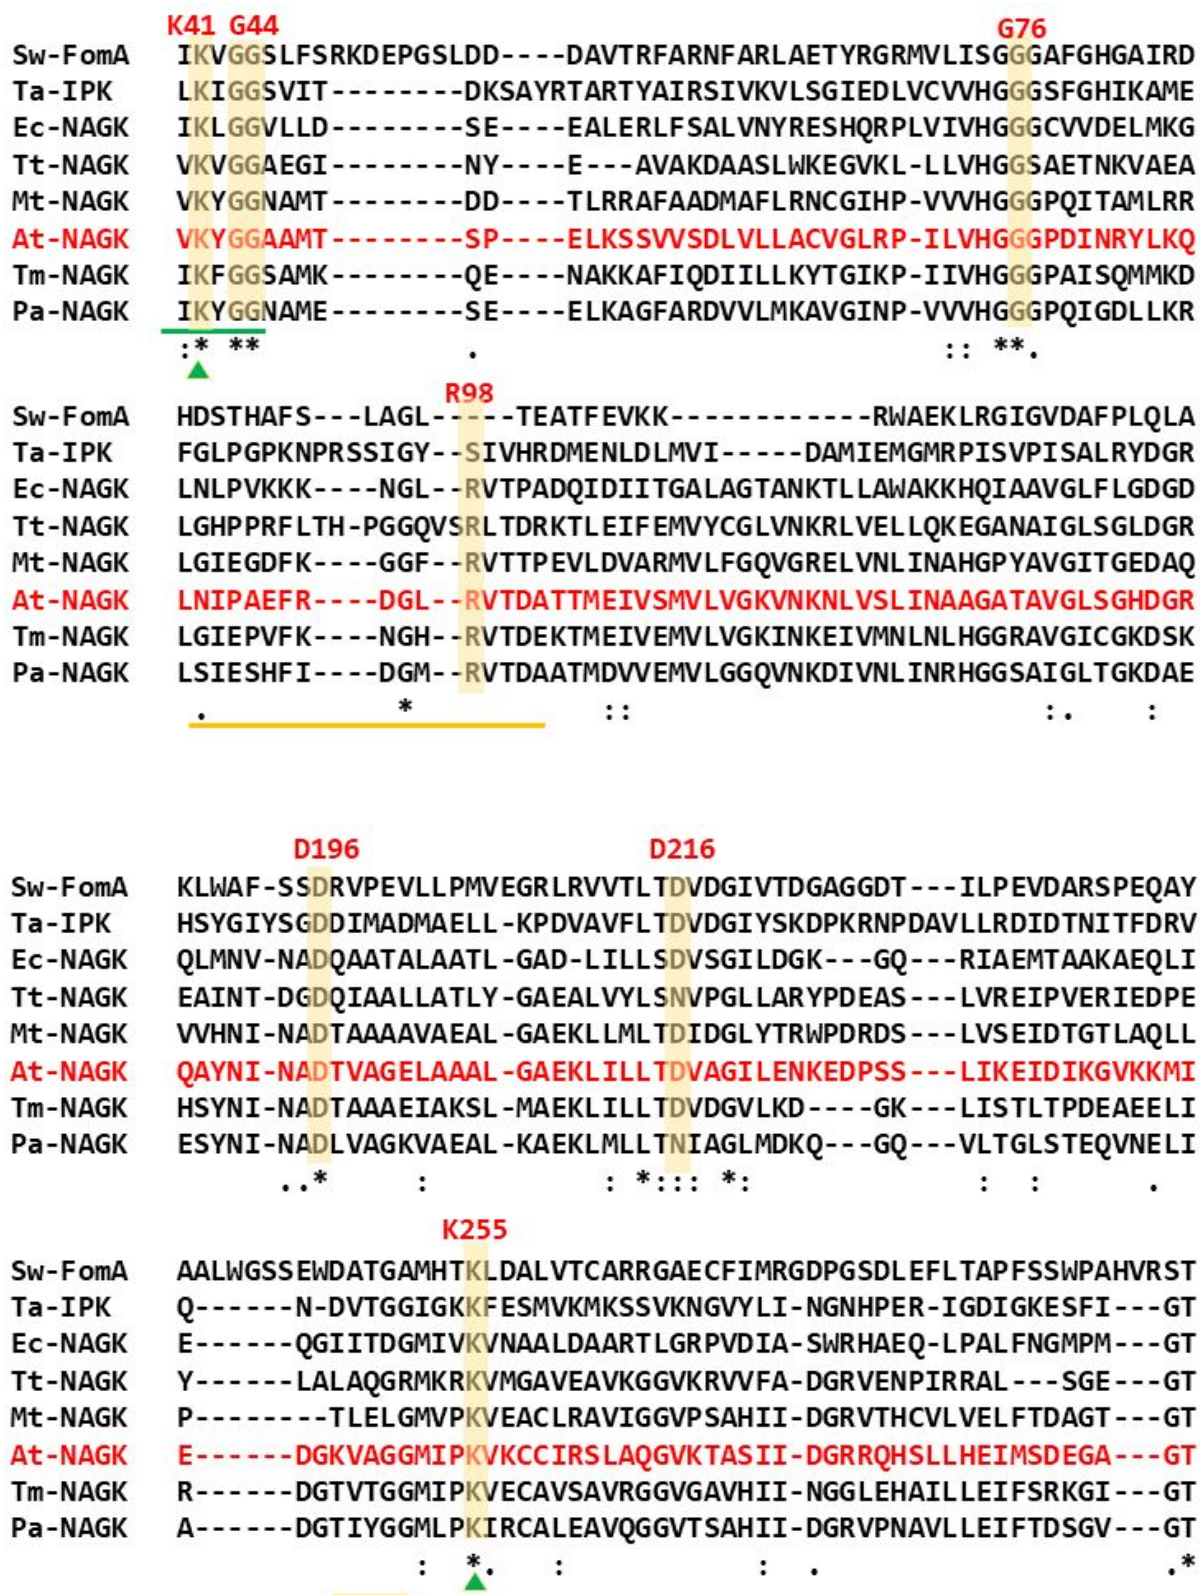 K41 G44 G76
Sw-FomA IKVGGSLFSRKDEPGSLDD----DAVTRFARNFARLAETYRGRMVLISGGGAFGHGAIRD
Ta-IPK LKIGGSVIT--------DKSAYRTARTYAIRSIVKVLSGIEDLVCVVHGGGSFGHIKAME
Ec-NAGK IKLGGVLLD--------SE----EALERLFSALVNYRESHQRPLVIVHGGGCVVDELMKG
Tt-NAGK VKVGGAEGI--------NY----E---AVAKDAASLWKEGVKL-LLVHGGSAETNKVAEA
Mt-NAGK VKYGGNAMT--------DD----TLRRAFAADMAFLRNCGIHP-VVVHGGGPQITAMLRR
At-NAGK VKYGGAAMT--------SP----ELKSSVVSDLVLLACVGLRP-ILVHGGGPDINRYLKQ
Tm-NAGK IKFGGSAMK--------QE----NAKKAFIQDIILLKYTGIKP-IIVHGGGPAISQMMKD
Pa-NAGK IKYGGNAME--------SE----ELKAGFARDVVLMKAVGINP-VVVHGGGPQIGDLLKR
:* ** . :: **.
R98
Sw-FomA HDSTHAFS---LAGL-----TEATFEVKK------------RWAEKLRGIGVDAFPLQLA
Ta-IPK FGLPGPKNPRSSIGY--SIVHRDMENLDLMVI-----DAMIEMGMRPISVPISALRYDGR
Ec-NAGK LNLPVKKK----NGL--RVTPADQIDIITGALAGTANKTLLAWAKKHQIAAVGLFLGDGD
Tt-NAGK LGHPPRFLTH-PGGQVSRLTDRKTLEIFEMVYCGLVNKRLVELLQKEGANAIGLSGLDGR
Mt-NAGK LGIEGDFK----GGF--RVTTPEVLDVARMVLFGQVGRELVNLINAHGPYAVGITGEDAQ
At-NAGK LNIPAEFR----DGL--RVTDATTMEIVSMVLVGKVNKNLVSLINAAGATAVGLSGHDGR
Tm-NAGK LGIEPVFK----NGH--RVTDEKTMEIVEMVLVGKINKEIVMNLNLHGGRAVGICGKDSK
Pa-NAGK LSIESHFI----DGM--RVTDAATMDVVEMVLGGQVNKDIVNLINRHGGSAIGLTGKDAE
. * :: :. :
D196 D216
Sw-FomA KLWAF-SSDRVPEVLLPMVEGRLRVVTLTDVDGIVTDGAGGDT---ILPEVDARSPEQAY
Ta-IPK HSYGIYSGDDIMADMAELL-KPDVAVFLTDVDGIYSKDPKRNPDAVLLRDIDTNITFDRV
Ec-NAGK QLMNV-NADQAATALAATL-GAD-LILLSDVSGILDGK---GQ---RIAEMTAAKAEQLI
Tt-NAGK EAINT-DGDQIAALLATLY-GAEALVYLSNVPGLLARYPDEAS---LVREIPVERIEDPE
Mt-NAGK VVHNI-NADTAAAAVAEAL-GAEKLLMLTDIDGLYTRWPDRDS---LVSEIDTGTLAQLL
At-NAGK QAYNI-NADTVAGELAAAL-GAEKLILLTDVAGILENKEDPSS---LIKEIDIKGVKKMI
Tm-NAGK HSYNI-NADTAAAEIAKSL-MAEKLILLTDVDGVLKD----GK---LISTLTPDEAEELI
Pa-NAGK ESYNI-NADLVAGKVAEAL-KAEKLMLLTNIAGLMDKQ---GQ---VLTGLSTEQVNELI
..* : : *::: *: : : .
K255
Sw-FomA AALWGSSEWDATGAMHTKLDALVTCARRGAECFIMRGDPGSDLEFLTAPFSSWPAHVRST
Ta-IPK Q------N-DVTGGIGKKFESMVKMKSSVKNGVYLI-NGNHPER-IGDIGKESFI---GT
Ec-NAGK E------QGIITDGMIVKVNAALDAARTLGRPVDIA-SWRHAEQ-LPALFNGMPM---GT
Tt-NAGK Y------LALAQGRMKRKVMGAVEAVKGGVKRVVFA-DGRVENPIRRAL---SGE---GT
Mt-NAGK P--------TLELGMVPKVEACLRAVIGGVPSAHII-DGRVTHCVLVELFTDAGT---GT
At-NAGK E------DGKVAGGMIPKVKCCIRSLAQGVKTASII-DGRRQHSLLHEIMSDEGA---GT
Tm-NAGK R------DGTVTGGMIPKVECAVSAVRGGVGAVHII-NGGLEHAILLEIFSRKGI---GT
Pa-NAGK A------DGTIYGGMLPKIRCALEAVQGGVTSAHII-DGRVPNAVLLEIFTDSGV---GT
: *. : : . .*